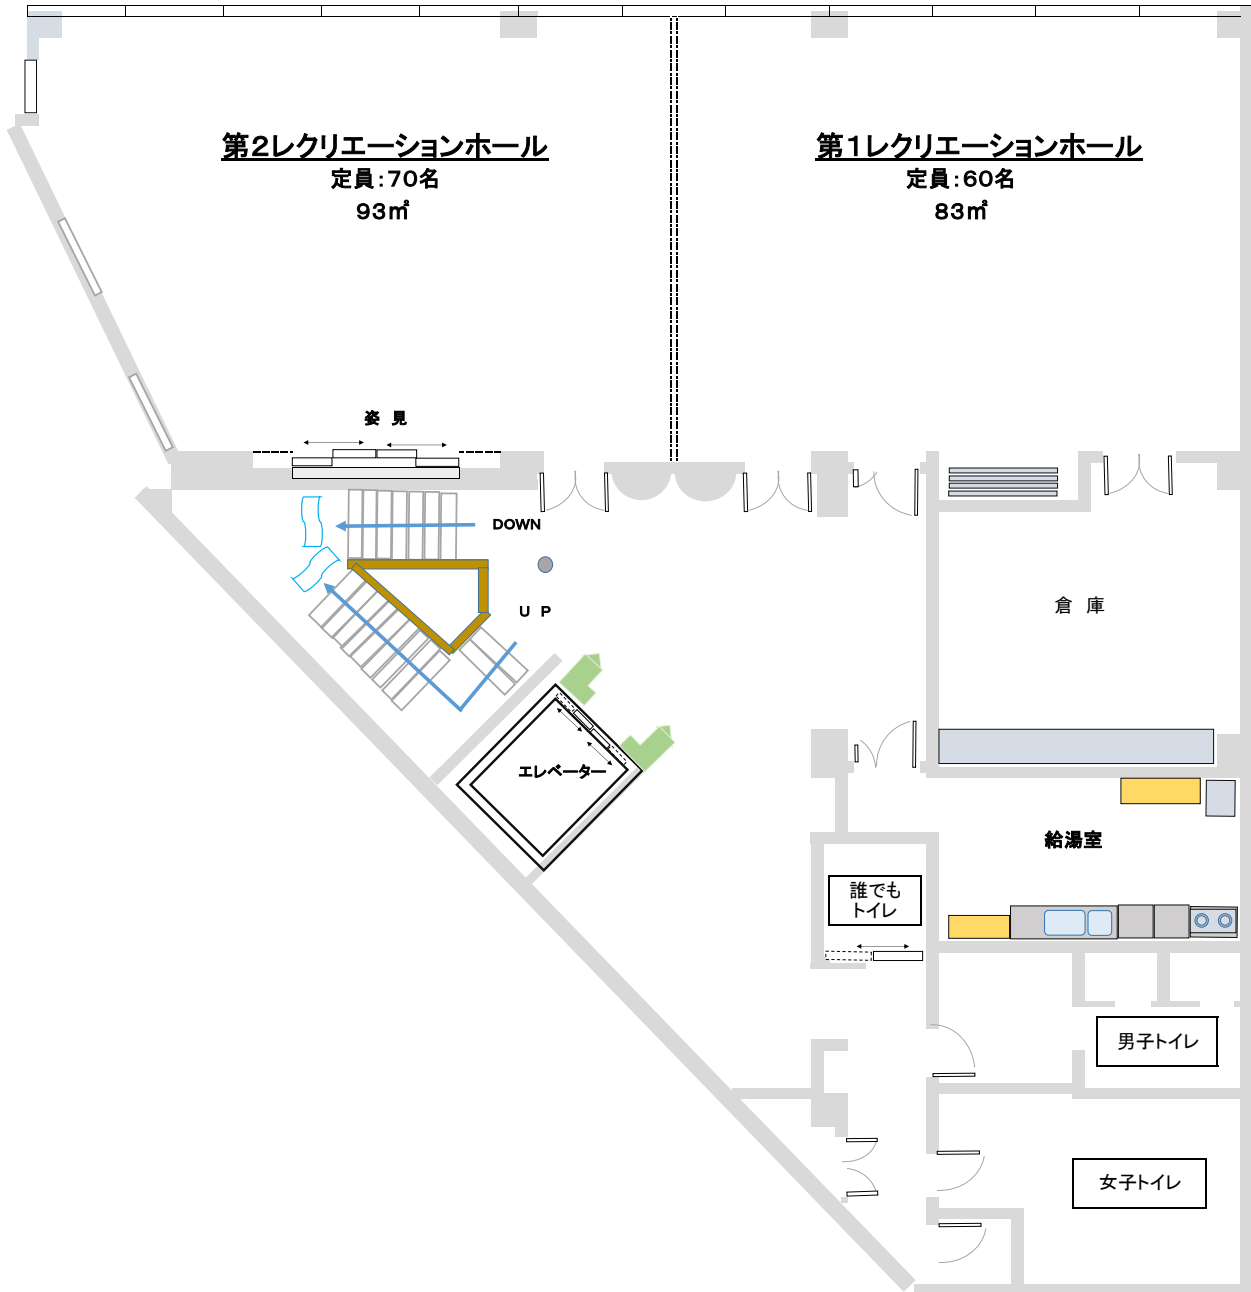 第2レクリエーションホール
定員:70名
93㎡
第1レクリエーションホール
定員:60名
83㎡
姿 見
DOWN
UP
倉 庫
エレベーター
給湯室
誰でも
トイレ
男子トイレ
女子トイレ